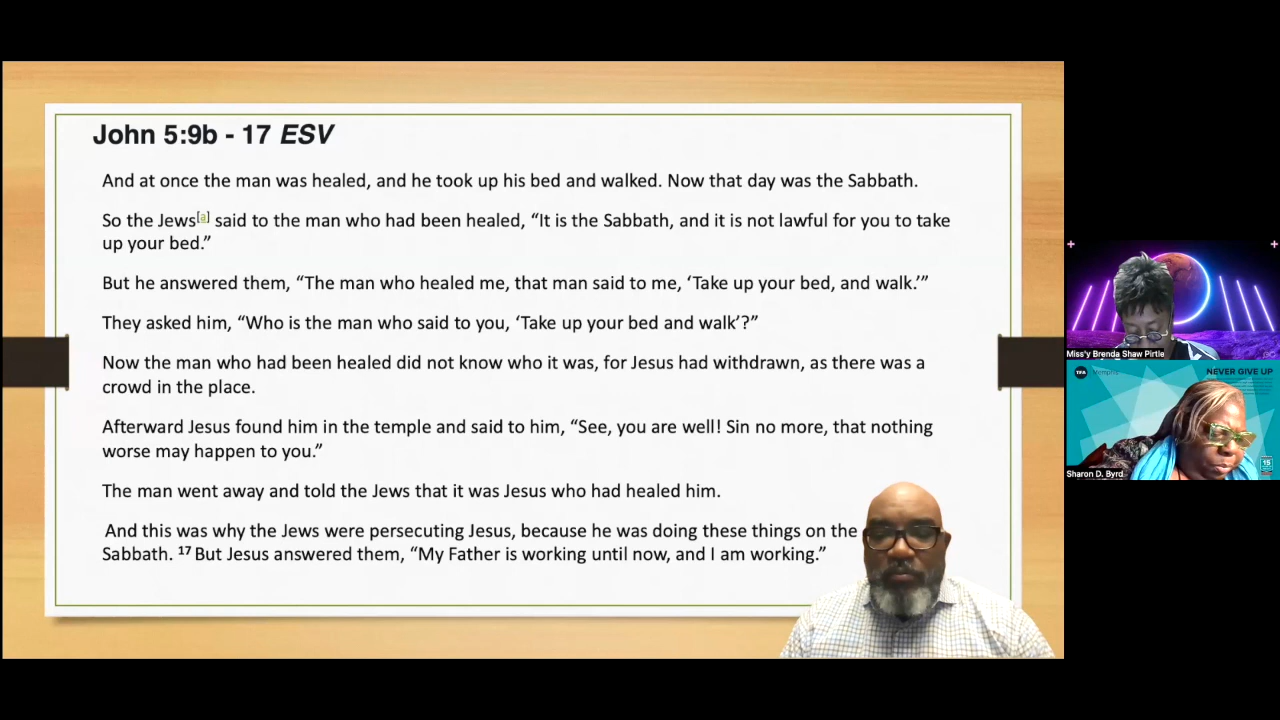 John 5:9b - 17 ESV
And at once the man was healed, and he took up his bed and walked. Now that day was the Sabbath.
So the Jews[a] said to the man who had been healed, “It is the Sabbath, and it is not lawful for you to take
up your bed.”
But he answered them, “The man who healed me, that man said to me, ‘Take up your bed, and walk.’”
They asked him, “Who is the man who said to you, ‘Take up your bed and walk’?”
Now the man who had been healed did not know who it was, for Jesus had withdrawn, as there was a
crowd in the place.
Afterward Jesus found him in the temple and said to him, “See, you are well! Sin no more, that nothing
worse may happen to you.”
The man went away and told the Jews that it was Jesus who had healed him.
And this was why the Jews were persecuting Jesus, because he was doing these things on the
Sabbath. 17 But Jesus answered them, “My Father is working until now, and I am working.”
Miss'y Brenda Shaw Pirtle
TFA
NEVER GIVE UP
15
Sharon D. Byrd